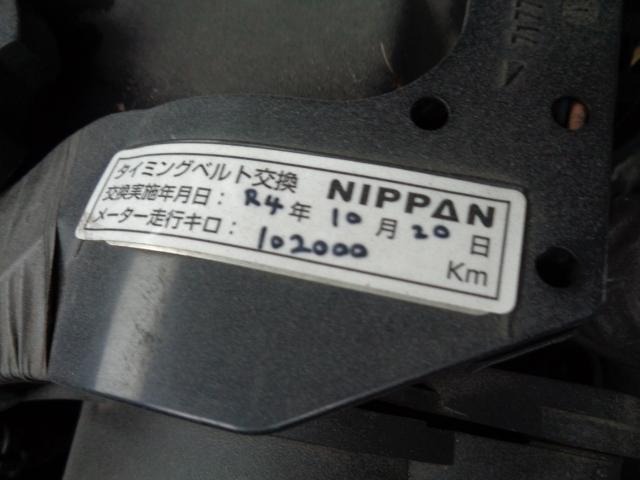 タイミングベルト交換 NIPPAN
交換実施年月日： R4年 10月 20日
メーター走行キロ： 102000 Km